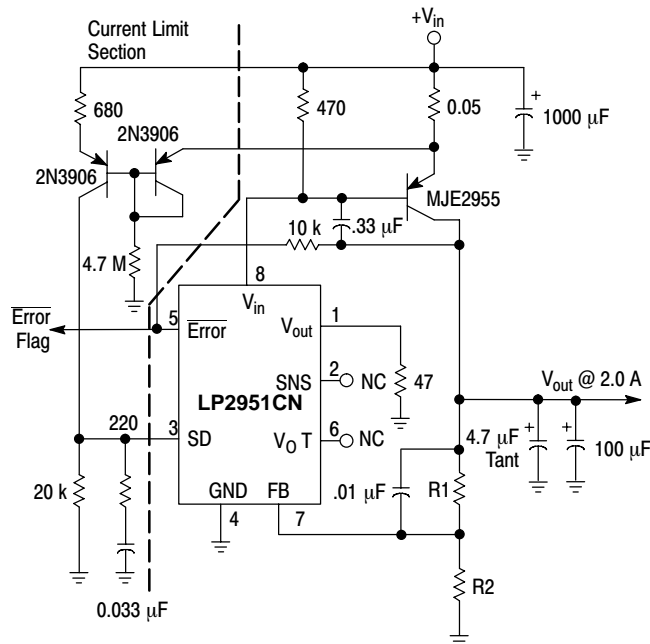 Current Limit
Section
+Vin
680
470
0.05
1000 µF
2N3906
2N3906
MJE2955
10 k
.33 µF
4.7 M
8
Vin
Error
Flag
5
Error
Vout
1
SNS
2
NC
47
LP2951CN
Vout @ 2.0 A
220
3
SD
VO T
6
NC
4.7 µF
Tant
100 µF
20 k
GND
FB
.01 µF
R1
4
7
0.033 µF
R2